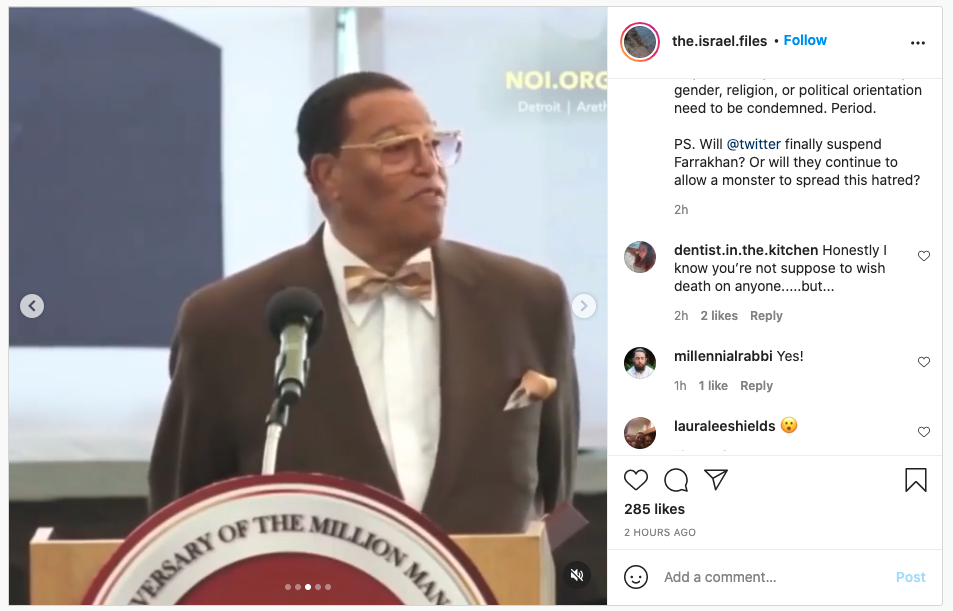 NOI.ORG
Detroit | Areth
VERSARY OF THE MILLION MAN
the.israel.files • Follow
gender, religion, or political orientation
need to be condemned. Period.
PS. Will @twitter finally suspend
Farrakhan? Or will they continue to
allow a monster to spread this hatred?
2h
dentist.in.the.kitchen Honestly I
know you’re not suppose to wish
death on anyone.....but...
2h 2 likes Reply
millennialrabbi Yes!
1h 1 like Reply
lauraleeshields 😮
285 likes
2 HOURS AGO
Add a comment... Post